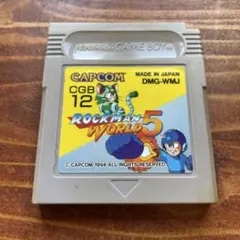 Nintendo GAME BOY
CAPCOM
MADE IN JAPAN
CGB
DMG-WMJ
12
ROCKMAN
WORLD 5
© CAPCOM 1994 ALL RIGHTS RESERVED